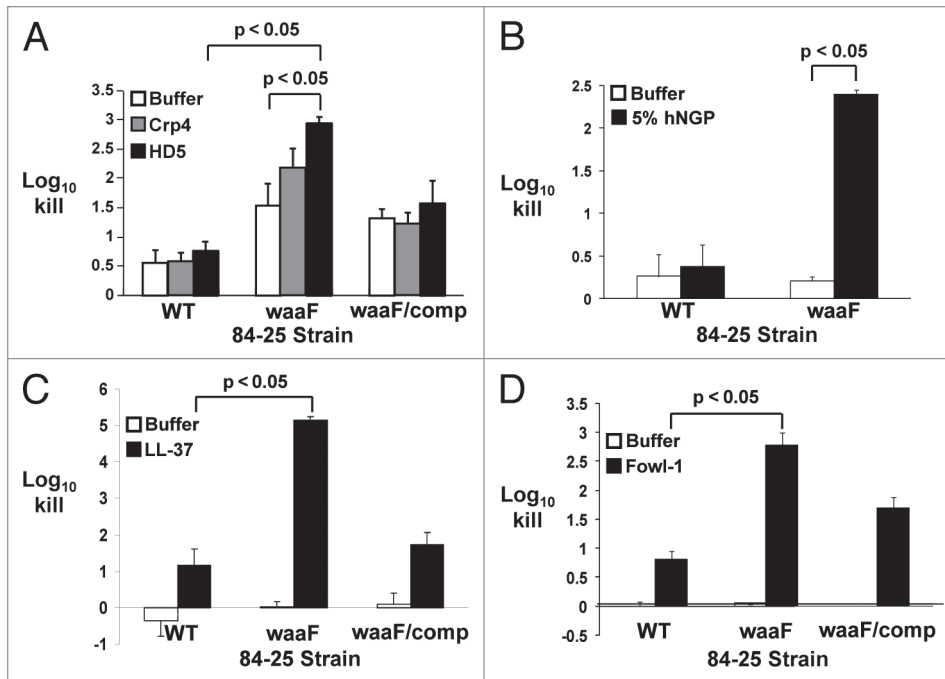 A
p < 0.05
p < 0.05
3.5
3
2.5
2
1.5
1
0.5
0
Buffer
Crp4
HD5
Log10
kill
WT
waaF
waaF/comp
84-25 Strain
B
p < 0.05
2.5
2
1.5
1
0.5
0
Buffer
5% hNGP
Log10
kill
WT
waaF
84-25 Strain
C
p < 0.05
6
5
4
3
2
1
0
-1
Buffer
LL-37
Log10
kill
WT
waaF
waaF/comp
84-25 Strain
D
p < 0.05
3.5
3
2.5
2
1.5
1
0.5
0
-0.5
Buffer
Fowl-1
Log10
kill
WT
waaF
waaF/comp
84-25 Strain